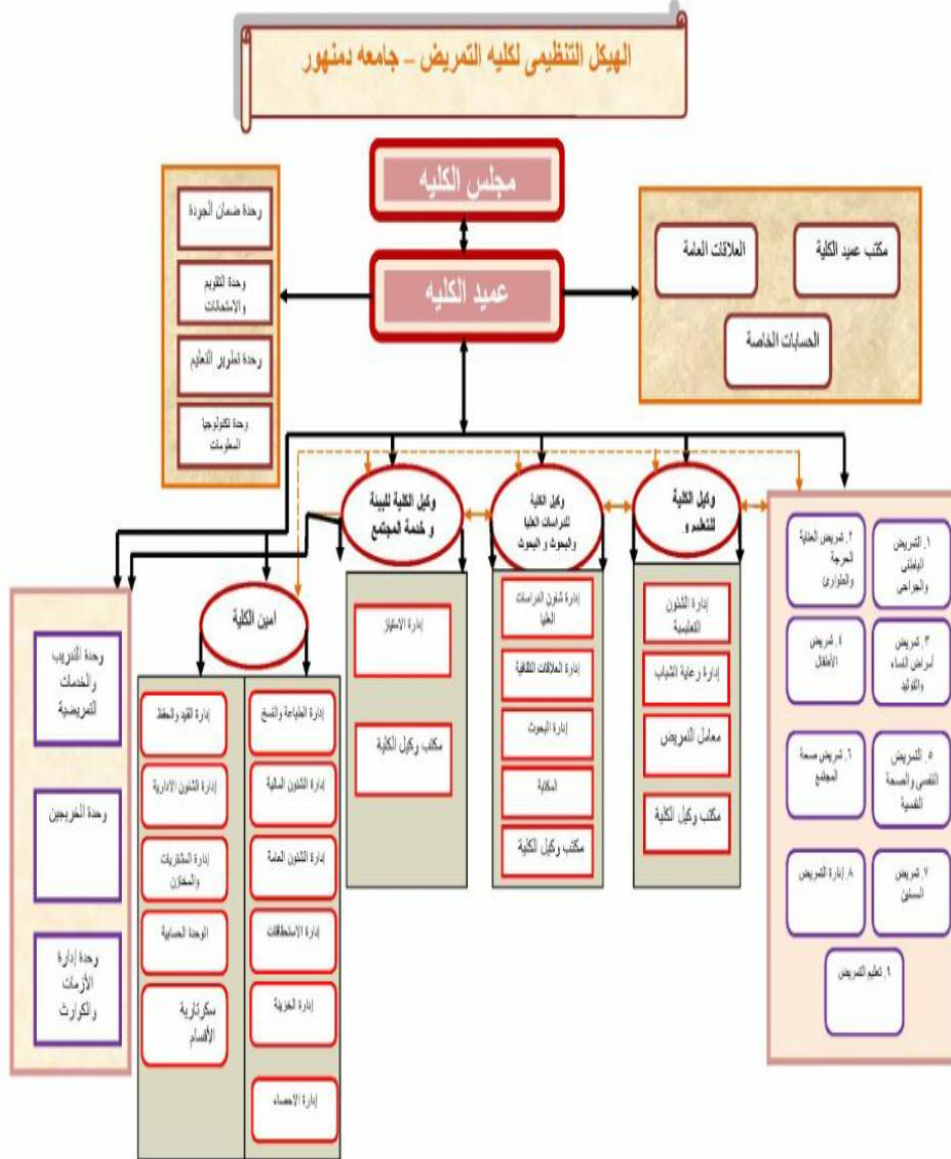 الهيكل التنظيمى لكليه التمريض – جامعه دمنهور
مجلس الكليه
عميد الكليه
مكتب عميد الكلية
العلاقات العامة
الحسابات الخاصة
وحدة ضمان الجودة
وحدة التقويم
والامتحانات
وحدة تطوير التعليم
وحدة تكنولوجيا
المعلومات
وكيل الكلية
للتعليم و
وكيل الكلية
للدراسات العليا
والبحوث و البحوث
وكيل الكلية للبيئة
و خدمة المجتمع
امين الكلية
١. التمريض
الباطنى
والجراحى
٢. تمريض العناية
الحرجة
والطوارئ
٣. تمريض
أمراض النساء
والتوليد
٤. تمريض
الأطفال
٥. التمريض
النفسى والصحة
النفسية
٦. تمريض صحة
المجتمع
٧. تمريض
المسنين
٨. إدارة التمريض
٩. تعليم التمريض
إدارة الشئون
التعليمية
إدارة رعاية الشباب
معامل التمريض
مكتب وكيل الكلية
إدارة شئون الدراسات
العليا
إدارة العلاقات الثقافية
إدارة البحوث
المكتبة
مكتب وكيل الكلية
إدارة الامتياز
مكتب وكيل الكلية
إدارة الطباعة والنسخ
إدارة الشئون المالية
إدارة الشئون العامة
إدارة الاستحقاقات
إدارة الخزينة
إدارة الاحصاء
إدارة القيد والحفظ
إدارة الشئون الادارية
إدارة المشتريات
والمخازن
الوحدة الحسابية
سكرتارية
الأقسام
وحدة التدريب
والخدمات
التمريضية
وحدة الخريجين
وحدة إدارة
الأزمات
والكوارث